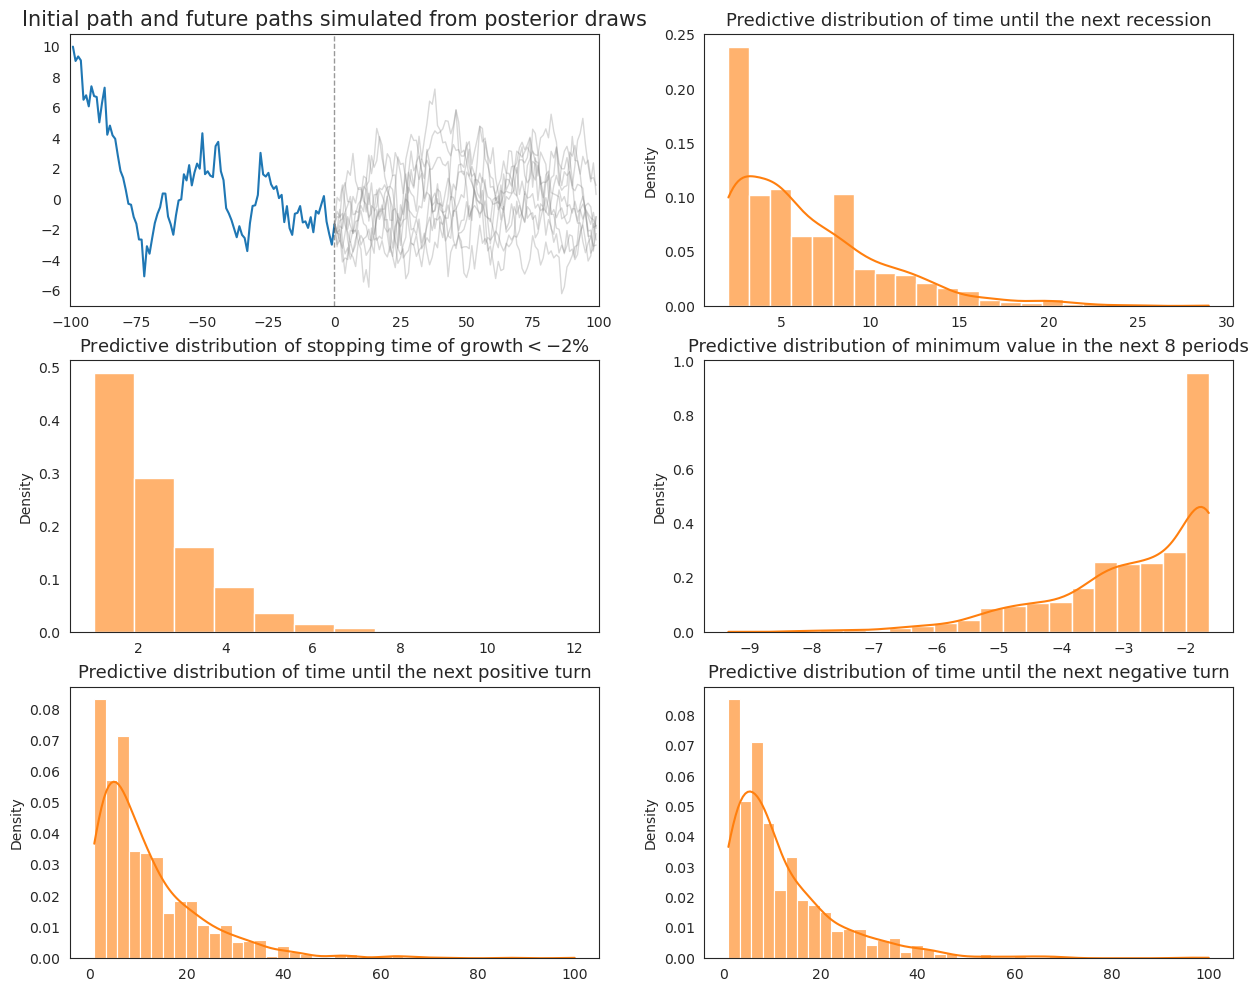 Initial path and future paths simulated from posterior draws
10
8
6
4
2
0
−2
−4
−6
−100 −75 −50 −25 0 25 50 75 100
Predictive distribution of time until the next recession
Density
0.25
0.20
0.15
0.10
0.05
0.00
5 10 15 20 25 30
Predictive distribution of stopping time of growth < −2%
Density
0.5
0.4
0.3
0.2
0.1
0.0
2 4 6 8 10 12
Predictive distribution of minimum value in the next 8 periods
Density
1.0
0.8
0.6
0.4
0.2
0.0
−9 −8 −7 −6 −5 −4 −3 −2
Predictive distribution of time until the next positive turn
Density
0.08
0.07
0.06
0.05
0.04
0.03
0.02
0.01
0.00
0 20 40 60 80 100
Predictive distribution of time until the next negative turn
Density
0.08
0.07
0.06
0.05
0.04
0.03
0.02
0.01
0.00
0 20 40 60 80 100